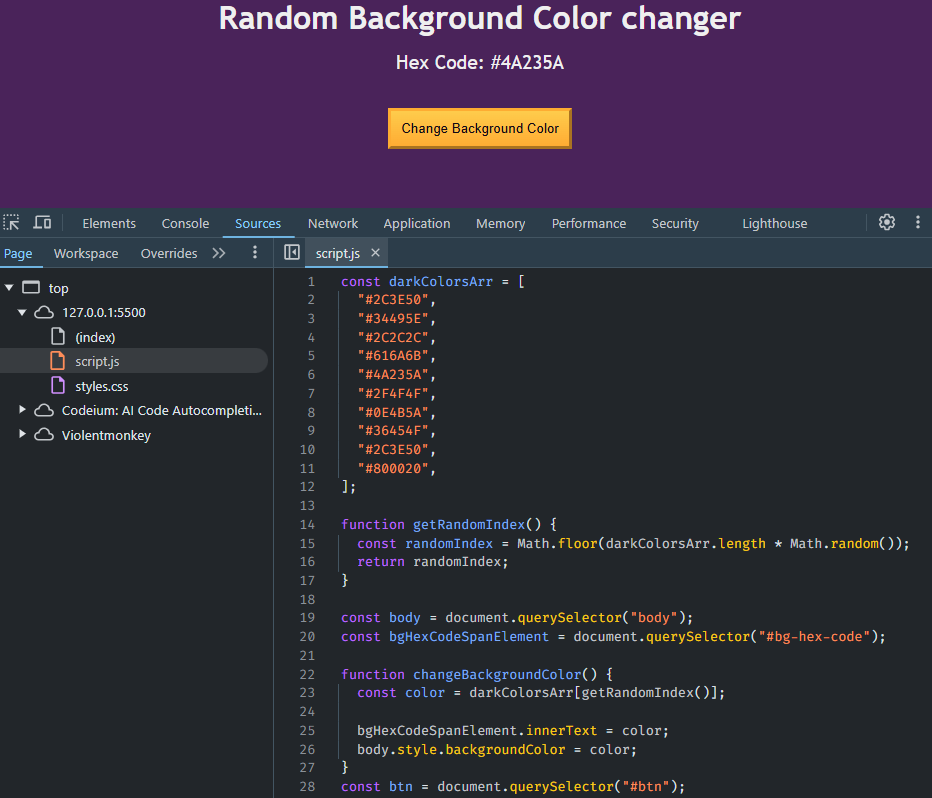 Random Background Color changer
Hex Code: #4A235A
Change Background Color
Elements Console Sources Network Application Memory Performance Security Lighthouse
Page Workspace Overrides script.js
top
127.0.0.1:5500
(index)
script.js
styles.css
Codeium: AI Code Autocompleti...
Violentmonkey
1 const darkColorsArr = [
2   "#2C3E50",
3   "#34495E",
4   "#2C2C2C",
5   "#616A6B",
6   "#4A235A",
7   "#2F4F4F",
8   "#0E4B5A",
9   "#36454F",
10   "#2C3E50",
11   "#800020",
12 ];
13
14 function getRandomIndex() {
15   const randomIndex = Math.floor(darkColorsArr.length * Math.random());
16   return randomIndex;
17 }
18
19 const body = document.querySelector("body");
20 const bgHexCodeSpanElement = document.querySelector("#bg-hex-code");
21
22 function changeBackgroundColor() {
23   const color = darkColorsArr[getRandomIndex()];
24
25   bgHexCodeSpanElement.innerText = color;
26   body.style.backgroundColor = color;
27 }
28 const btn = document.querySelector("#btn");